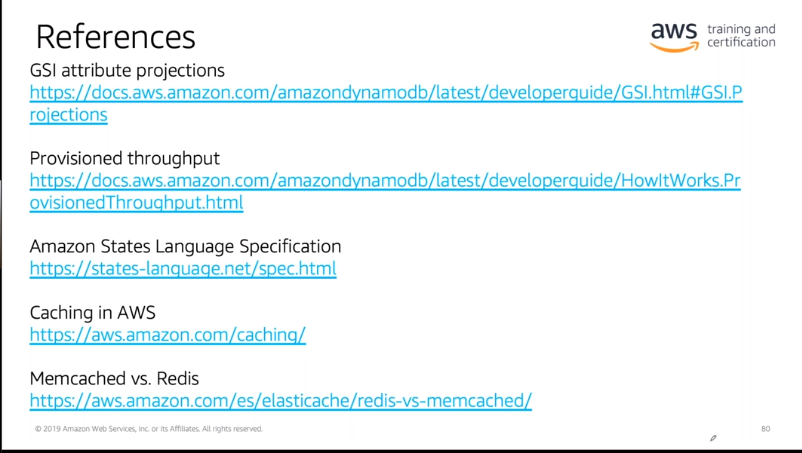 References
aws training and
certification
GSI attribute projections
https://docs.aws.amazon.com/amazondynamodb/latest/developerguide/GSI.html#GSI.P
rojections
Provisioned throughput
https://docs.aws.amazon.com/amazondynamodb/latest/developerguide/HowItWorks.Pr
ovisionedThroughput.html
Amazon States Language Specification
https://states-language.net/spec.html
Caching in AWS
https://aws.amazon.com/caching/
Memcached vs. Redis
https://aws.amazon.com/es/elasticache/redis-vs-memcached/
© 2019 Amazon Web Services, Inc. or its Affiliates. All rights reserved.
80